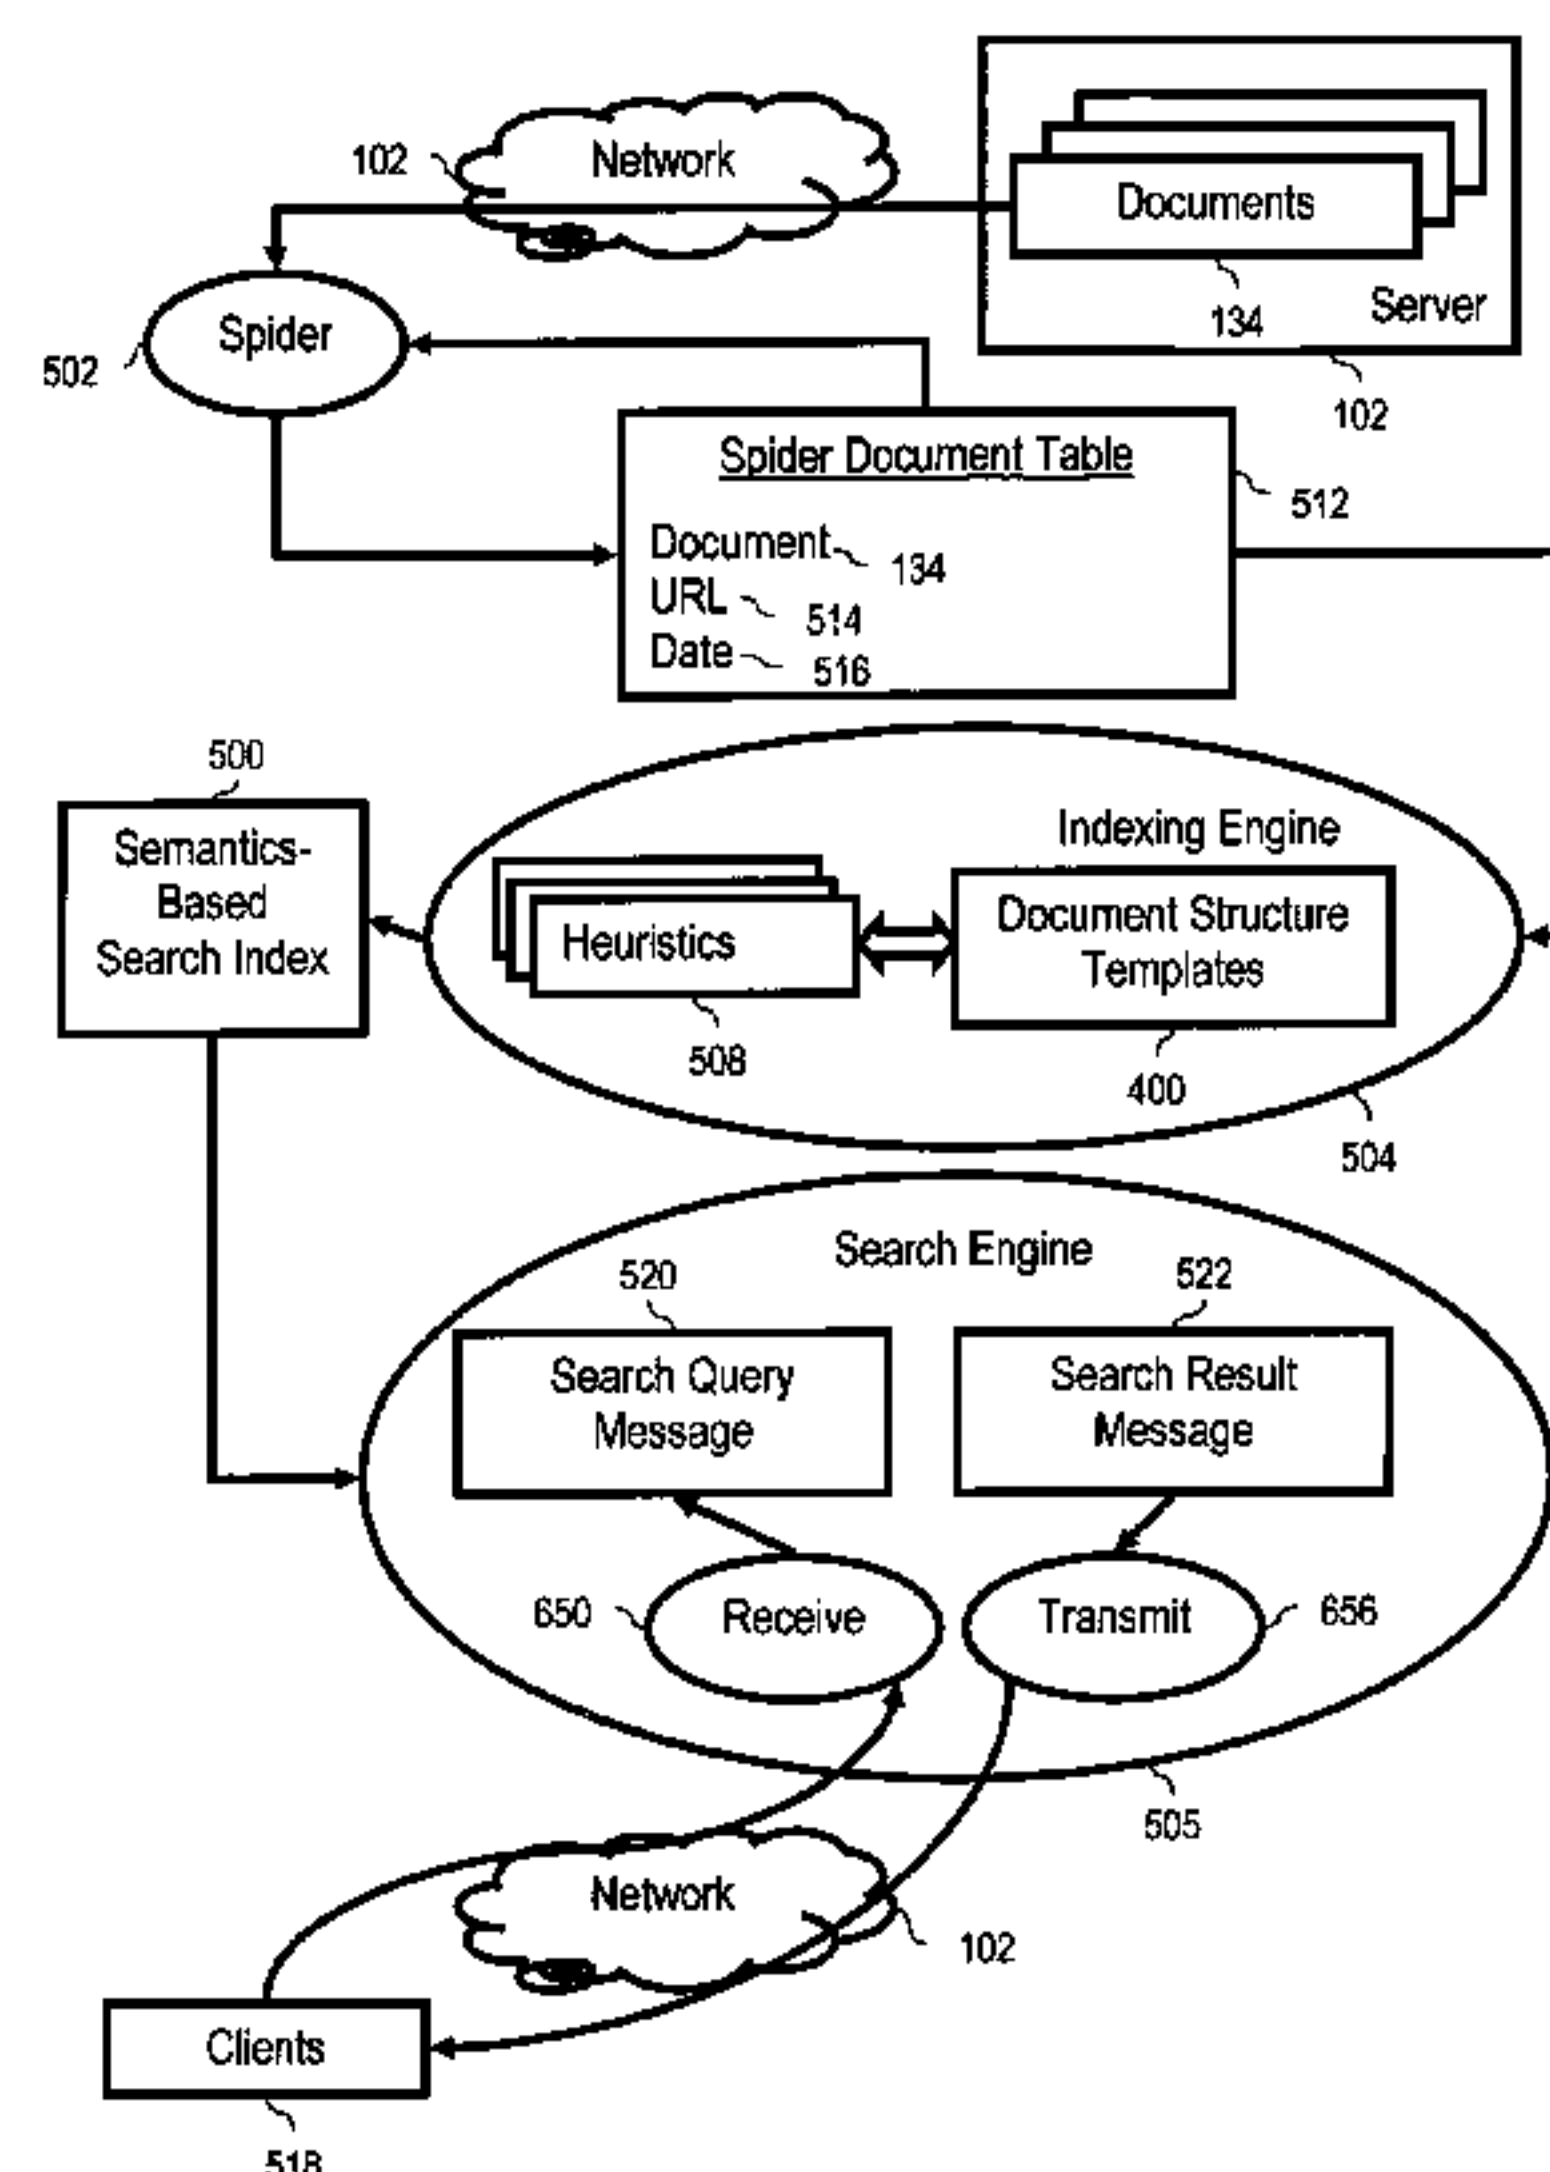 102
Network
Documents
134
Server
102
Spider
502
Spider Document Table
512
Document 134
URL 514
Date 516
500
Semantics-
Based
Search Index
Indexing Engine
Heuristics
508
Document Structure
Templates
400
504
Search Engine
520
522
Search Query
Message
Search Result
Message
650
Receive
Transmit
656
505
Network
102
Clients
518